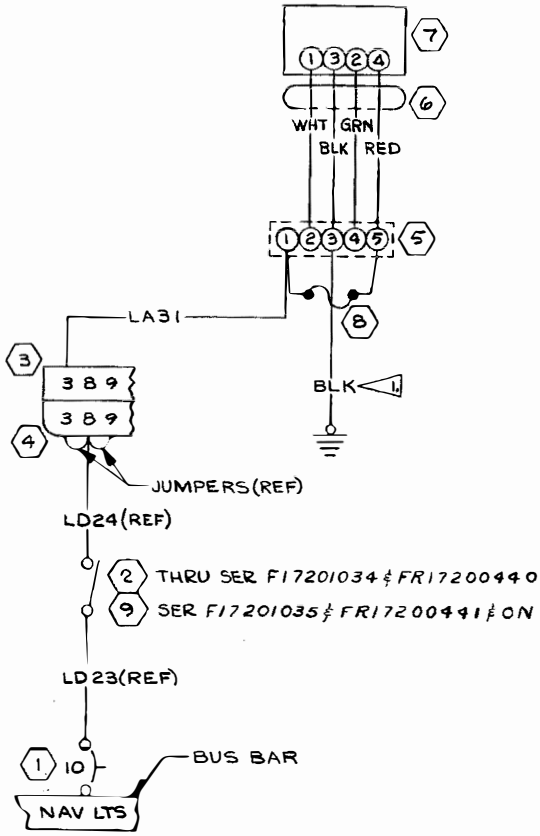 7
1 3 2 4
6
WHT GRN
BLK RED
1 2 3 4 5
5
8
LA31
3
3 8 9
3 8 9
4
BLK 1.
JUMPERS (REF)
LD24 (REF)
2 THRU SER F17201034 & FR17200440
9 SER F17201035 & FR17200441 & ON
LD23 (REF)
1 10
BUS BAR
NAV LTS